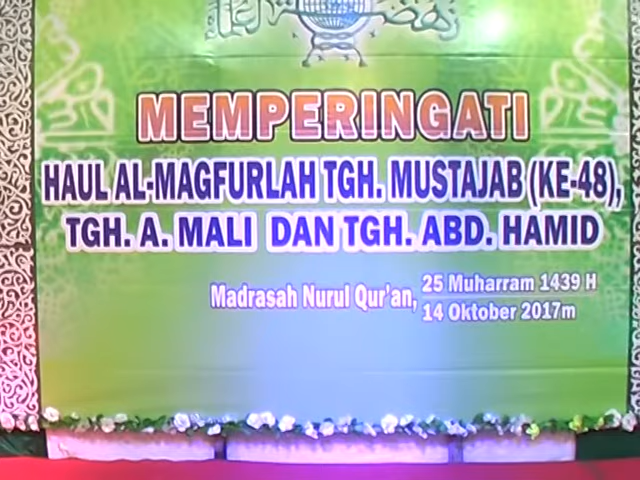 MEMPERINGATI
HAUL AL-MAGFURLAH TGH. MUSTAJAB (KE-48),
TGH. A. MALI DAN TGH. ABD. HAMID
Madrasah Nurul Qur'an, 25 Muharram 1439 H
14 Oktober 2017m